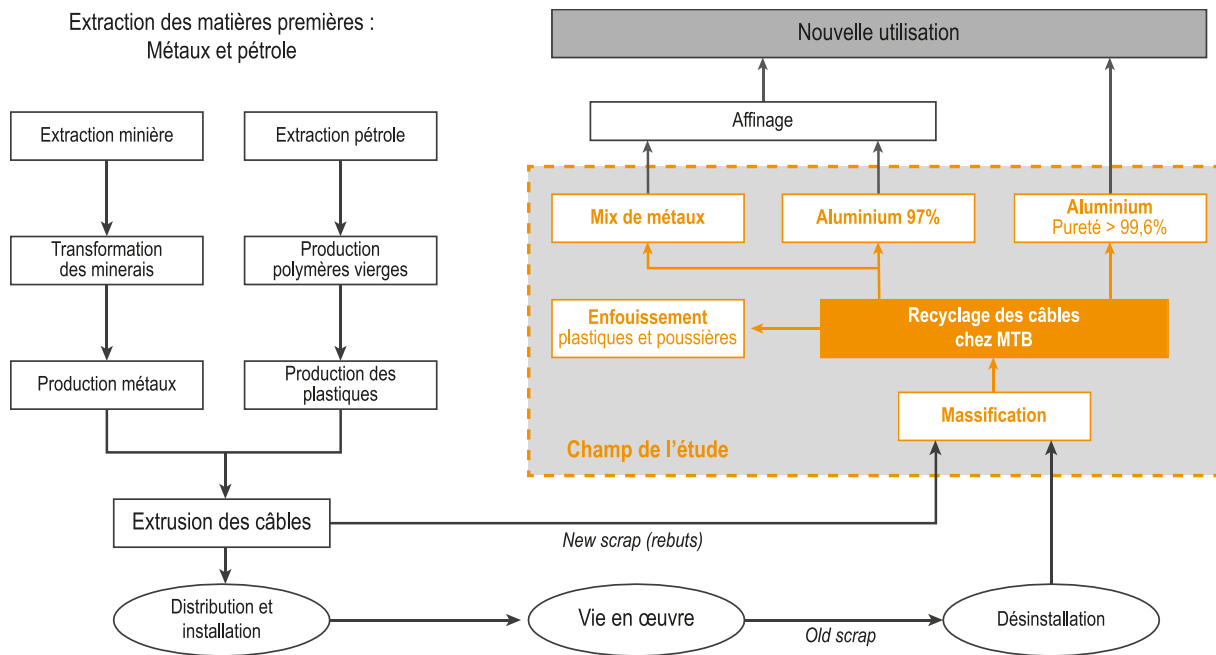 Extraction des matières premières :
Métaux et pétrole
Extraction minière
Extraction pétrole
Transformation
des minerais
Production
polymères vierges
Production métaux
Production des
plastiques
Extrusion des câbles
Distribution et
installation
New scrap (rebuts)
Vie en œuvre
Old scrap
Désinstallation
Nouvelle utilisation
Affinage
Mix de métaux
Aluminium 97%
Aluminium
Pureté > 99,6%
Enfouissement
plastiques et poussières
Recyclage des câbles
chez MTB
Massification
Champ de l’étude